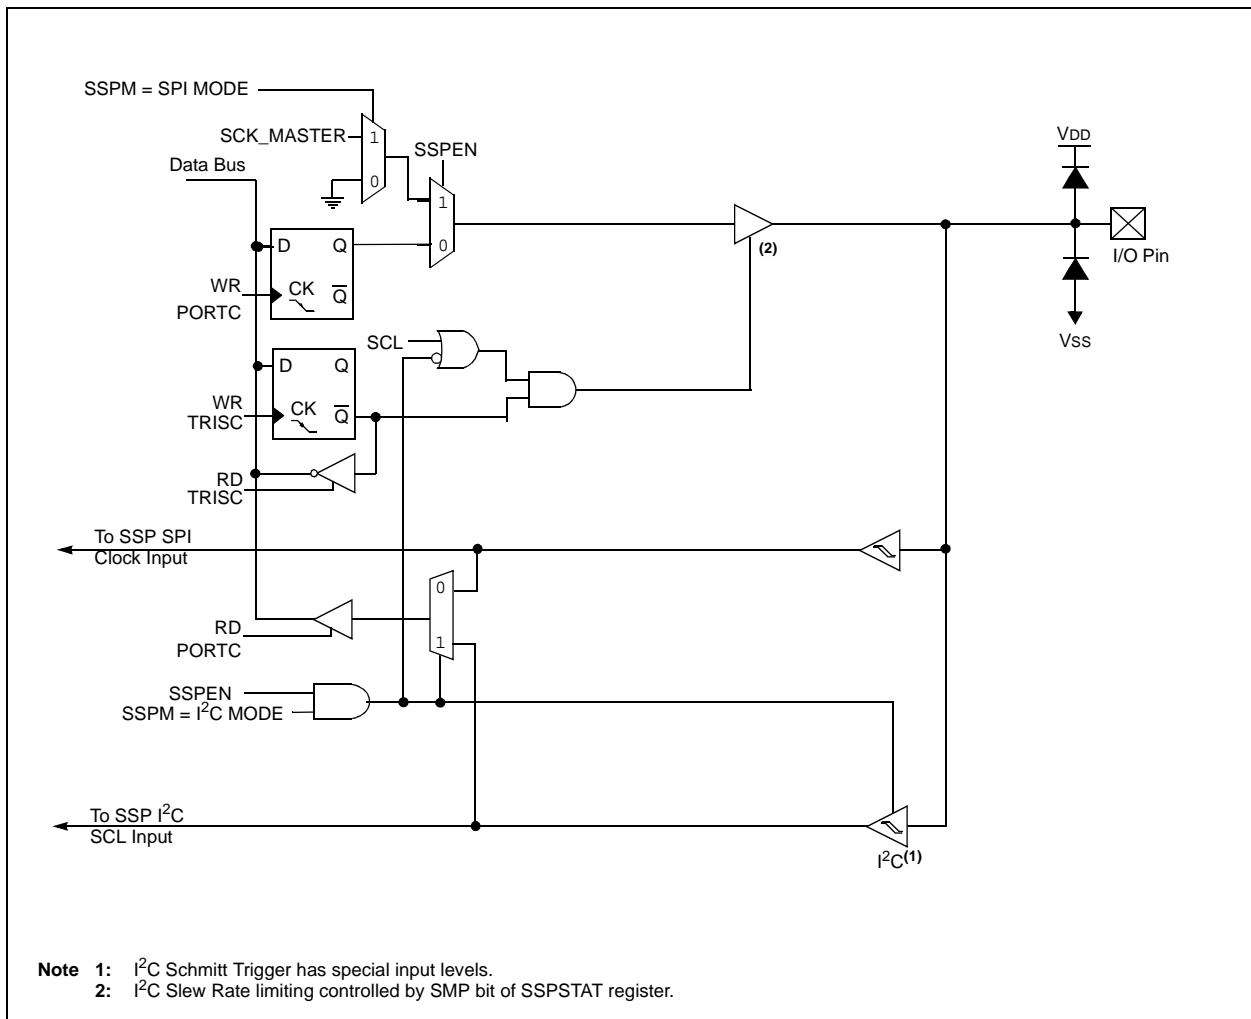 SSPM = SPI MODE
SCK_MASTER
1
0
Data Bus
SSPEN
1
0
VDD
I/O Pin
VSS
(2)
D
Q
WR
PORTC
CK
Q̅
SCL
D
Q
WR
TRISC
CK
Q̅
RD
TRISC
To SSP SPI
Clock Input
0
1
RD
PORTC
SSPEN
SSPM = I²C MODE
To SSP I²C
SCL Input
I²C(1)
Note 1: I²C Schmitt Trigger has special input levels.
2: I²C Slew Rate limiting controlled by SMP bit of SSPSTAT register.